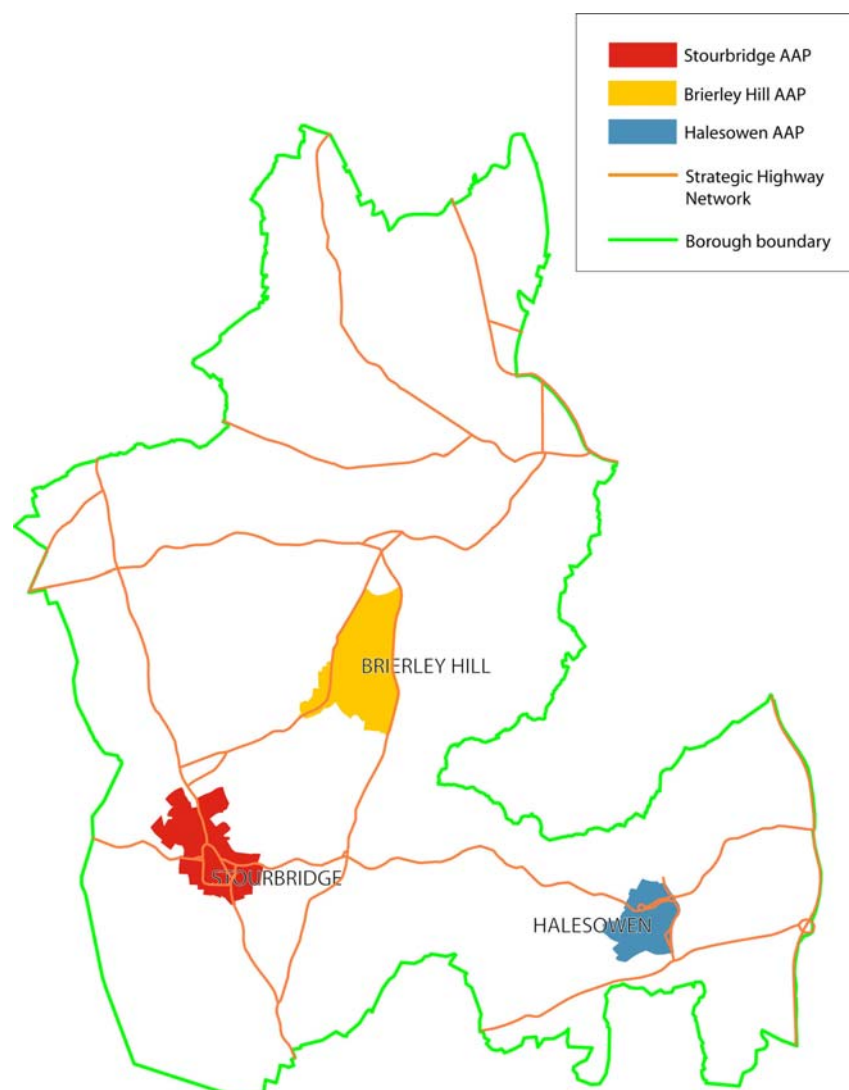 Stourbridge AAP
Brierley Hill AAP
Halesowen AAP
Strategic Highway
Network
Borough boundary
BRIERLEY HILL
STOURBRIDGE
HALESOWEN